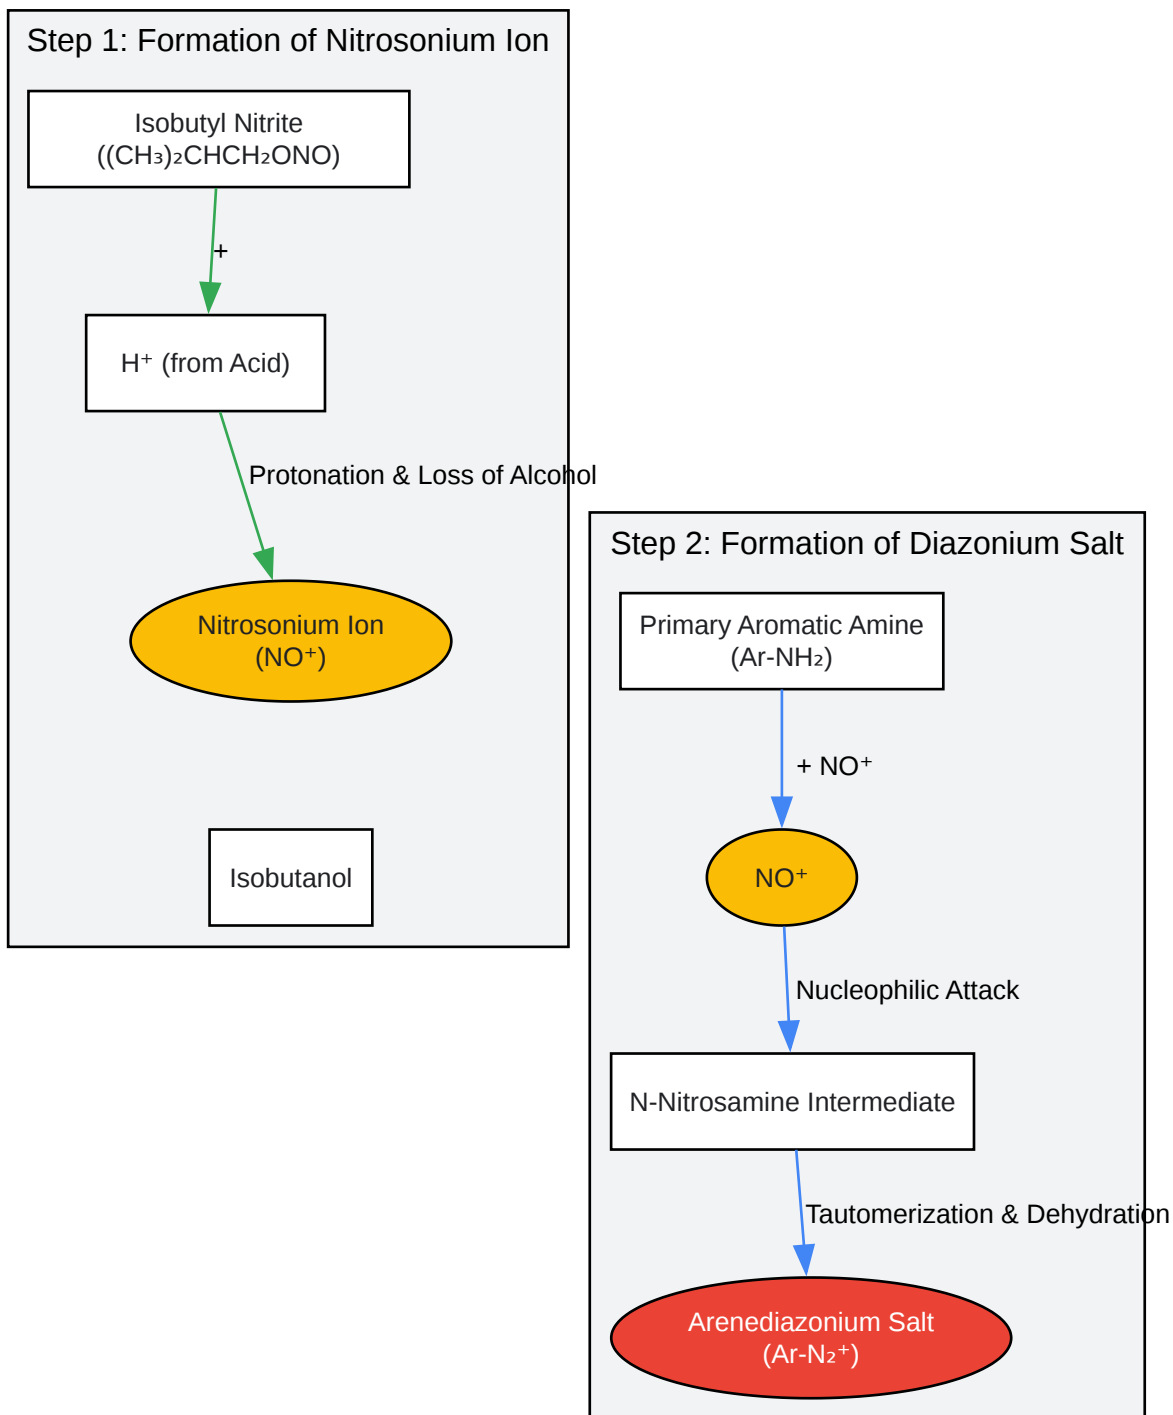 Step 1: Formation of Nitrosonium Ion
Isobutyl Nitrite
((CH₃)₂CHCH₂ONO)
+
H⁺ (from Acid)
Protonation & Loss of Alcohol
Nitrosonium Ion
(NO⁺)
Isobutanol
Step 2: Formation of Diazonium Salt
Primary Aromatic Amine
(Ar-NH₂)
+ NO⁺
NO⁺
Nucleophilic Attack
N-Nitrosamine Intermediate
Tautomerization & Dehydration
Arenediazonium Salt
(Ar-N₂⁺)